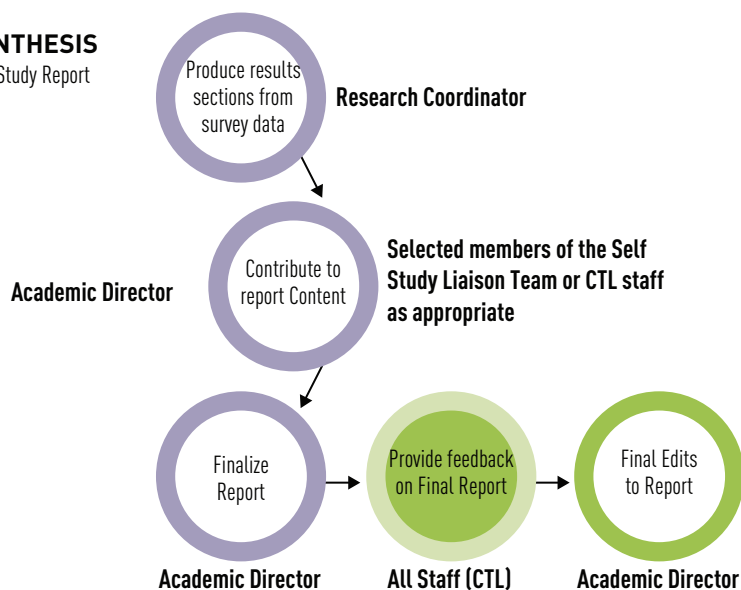 NTHESIS
Study Report
Produce results
sections from
survey data
Research Coordinator
Contribute to
report Content
Selected members of the Self
Study Liaison Team or CTL staff
as appropriate
Academic Director
Finalize
Report
Provide feedback
on Final Report
Final Edits
to Report
Academic Director
All Staff (CTL)
Academic Director